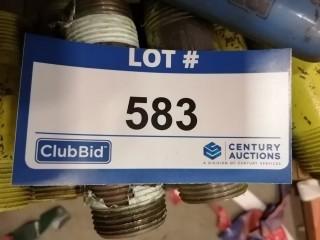 LOT #
583
ClubBid
CENTURY
AUCTIONS
A DIVISION OF CENTURY SERVICES